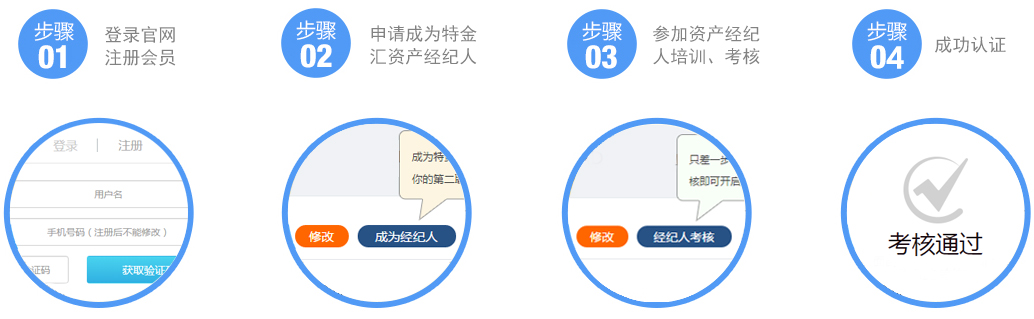 步骤
01
登录官网
注册会员
步骤
02
申请成为特金
汇资产经纪人
步骤
03
参加资产经纪
人培训、考核
步骤
04
成功认证
登录 | 注册
用户名
手机号码（注册后不能修改）
证码
获取验证
成为特
你的第二
修改
成为经纪人
只差一步
核即可开启
修改
经纪人考核
考核通过